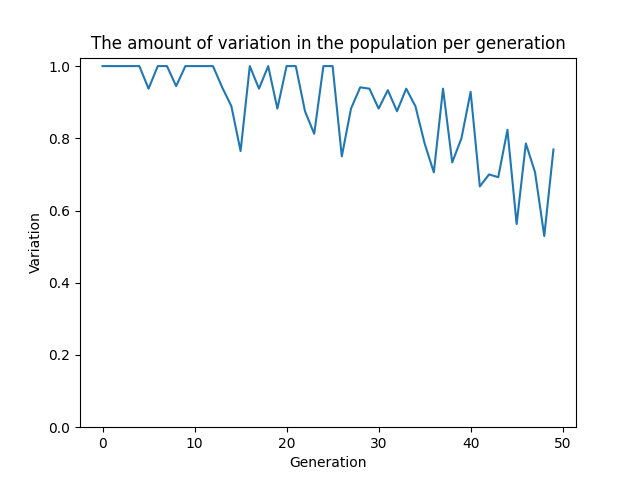 The amount of variation in the population per generation
1.0
0.8
0.6
0.4
0.2
0.0
Variation
0 10 20 30 40 50
Generation